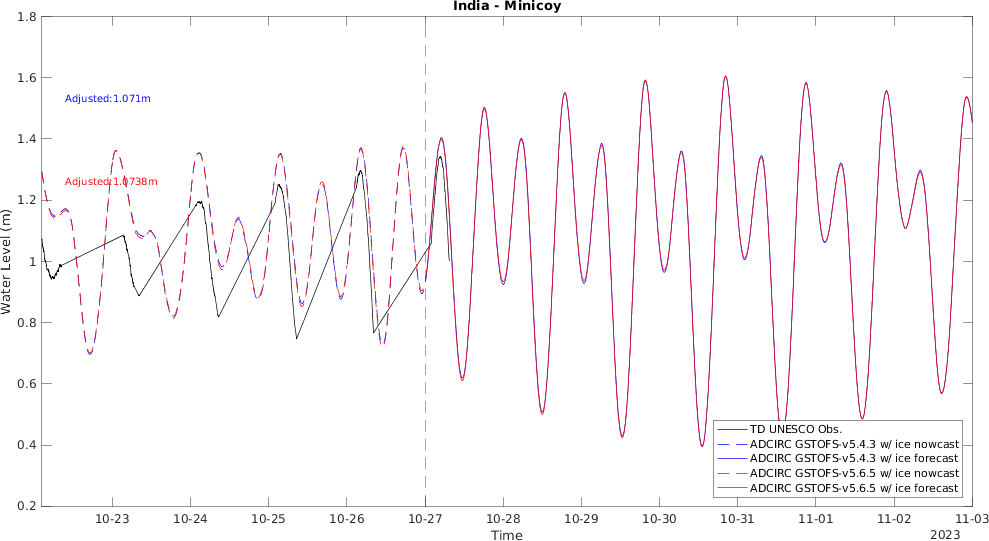 India - Minicoy
1.8
1.6
1.4
1.2
1
0.8
0.6
0.4
0.2
Water Level (m)
Adjusted:1.071m
Adjusted:1.0738m
TD UNESCO Obs.
ADCIRC GSTOFS-v5.4.3 w/ ice nowcast
ADCIRC GSTOFS-v5.4.3 w/ ice forecast
ADCIRC GSTOFS-v5.6.5 w/ ice nowcast
ADCIRC GSTOFS-v5.6.5 w/ ice forecast
10-23 10-24 10-25 10-26 10-27 10-28 10-29 10-30 10-31 11-01 11-02 11-03
Time 2023